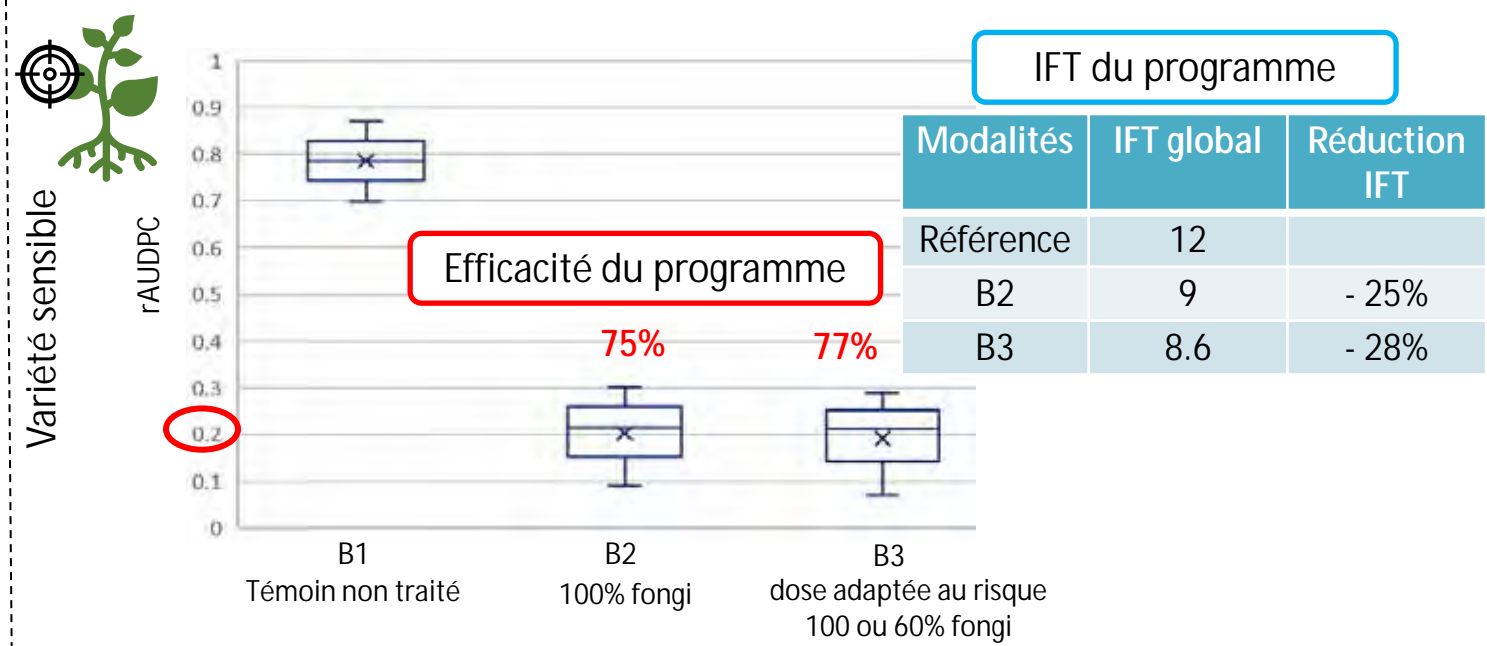 Variété sensible
rAUDPC
1
0.9
0.8
0.7
0.6
0.5
0.4
0.3
0.2
0.1
0
Efficacité du programme
75%
77%
B1
Témoin non traité
B2
100% fongi
B3
dose adaptée au risque
100 ou 60% fongi
IFT du programme
Modalités IFT global Réduction
IFT
Référence 12
B2 9 - 25%
B3 8.6 - 28%